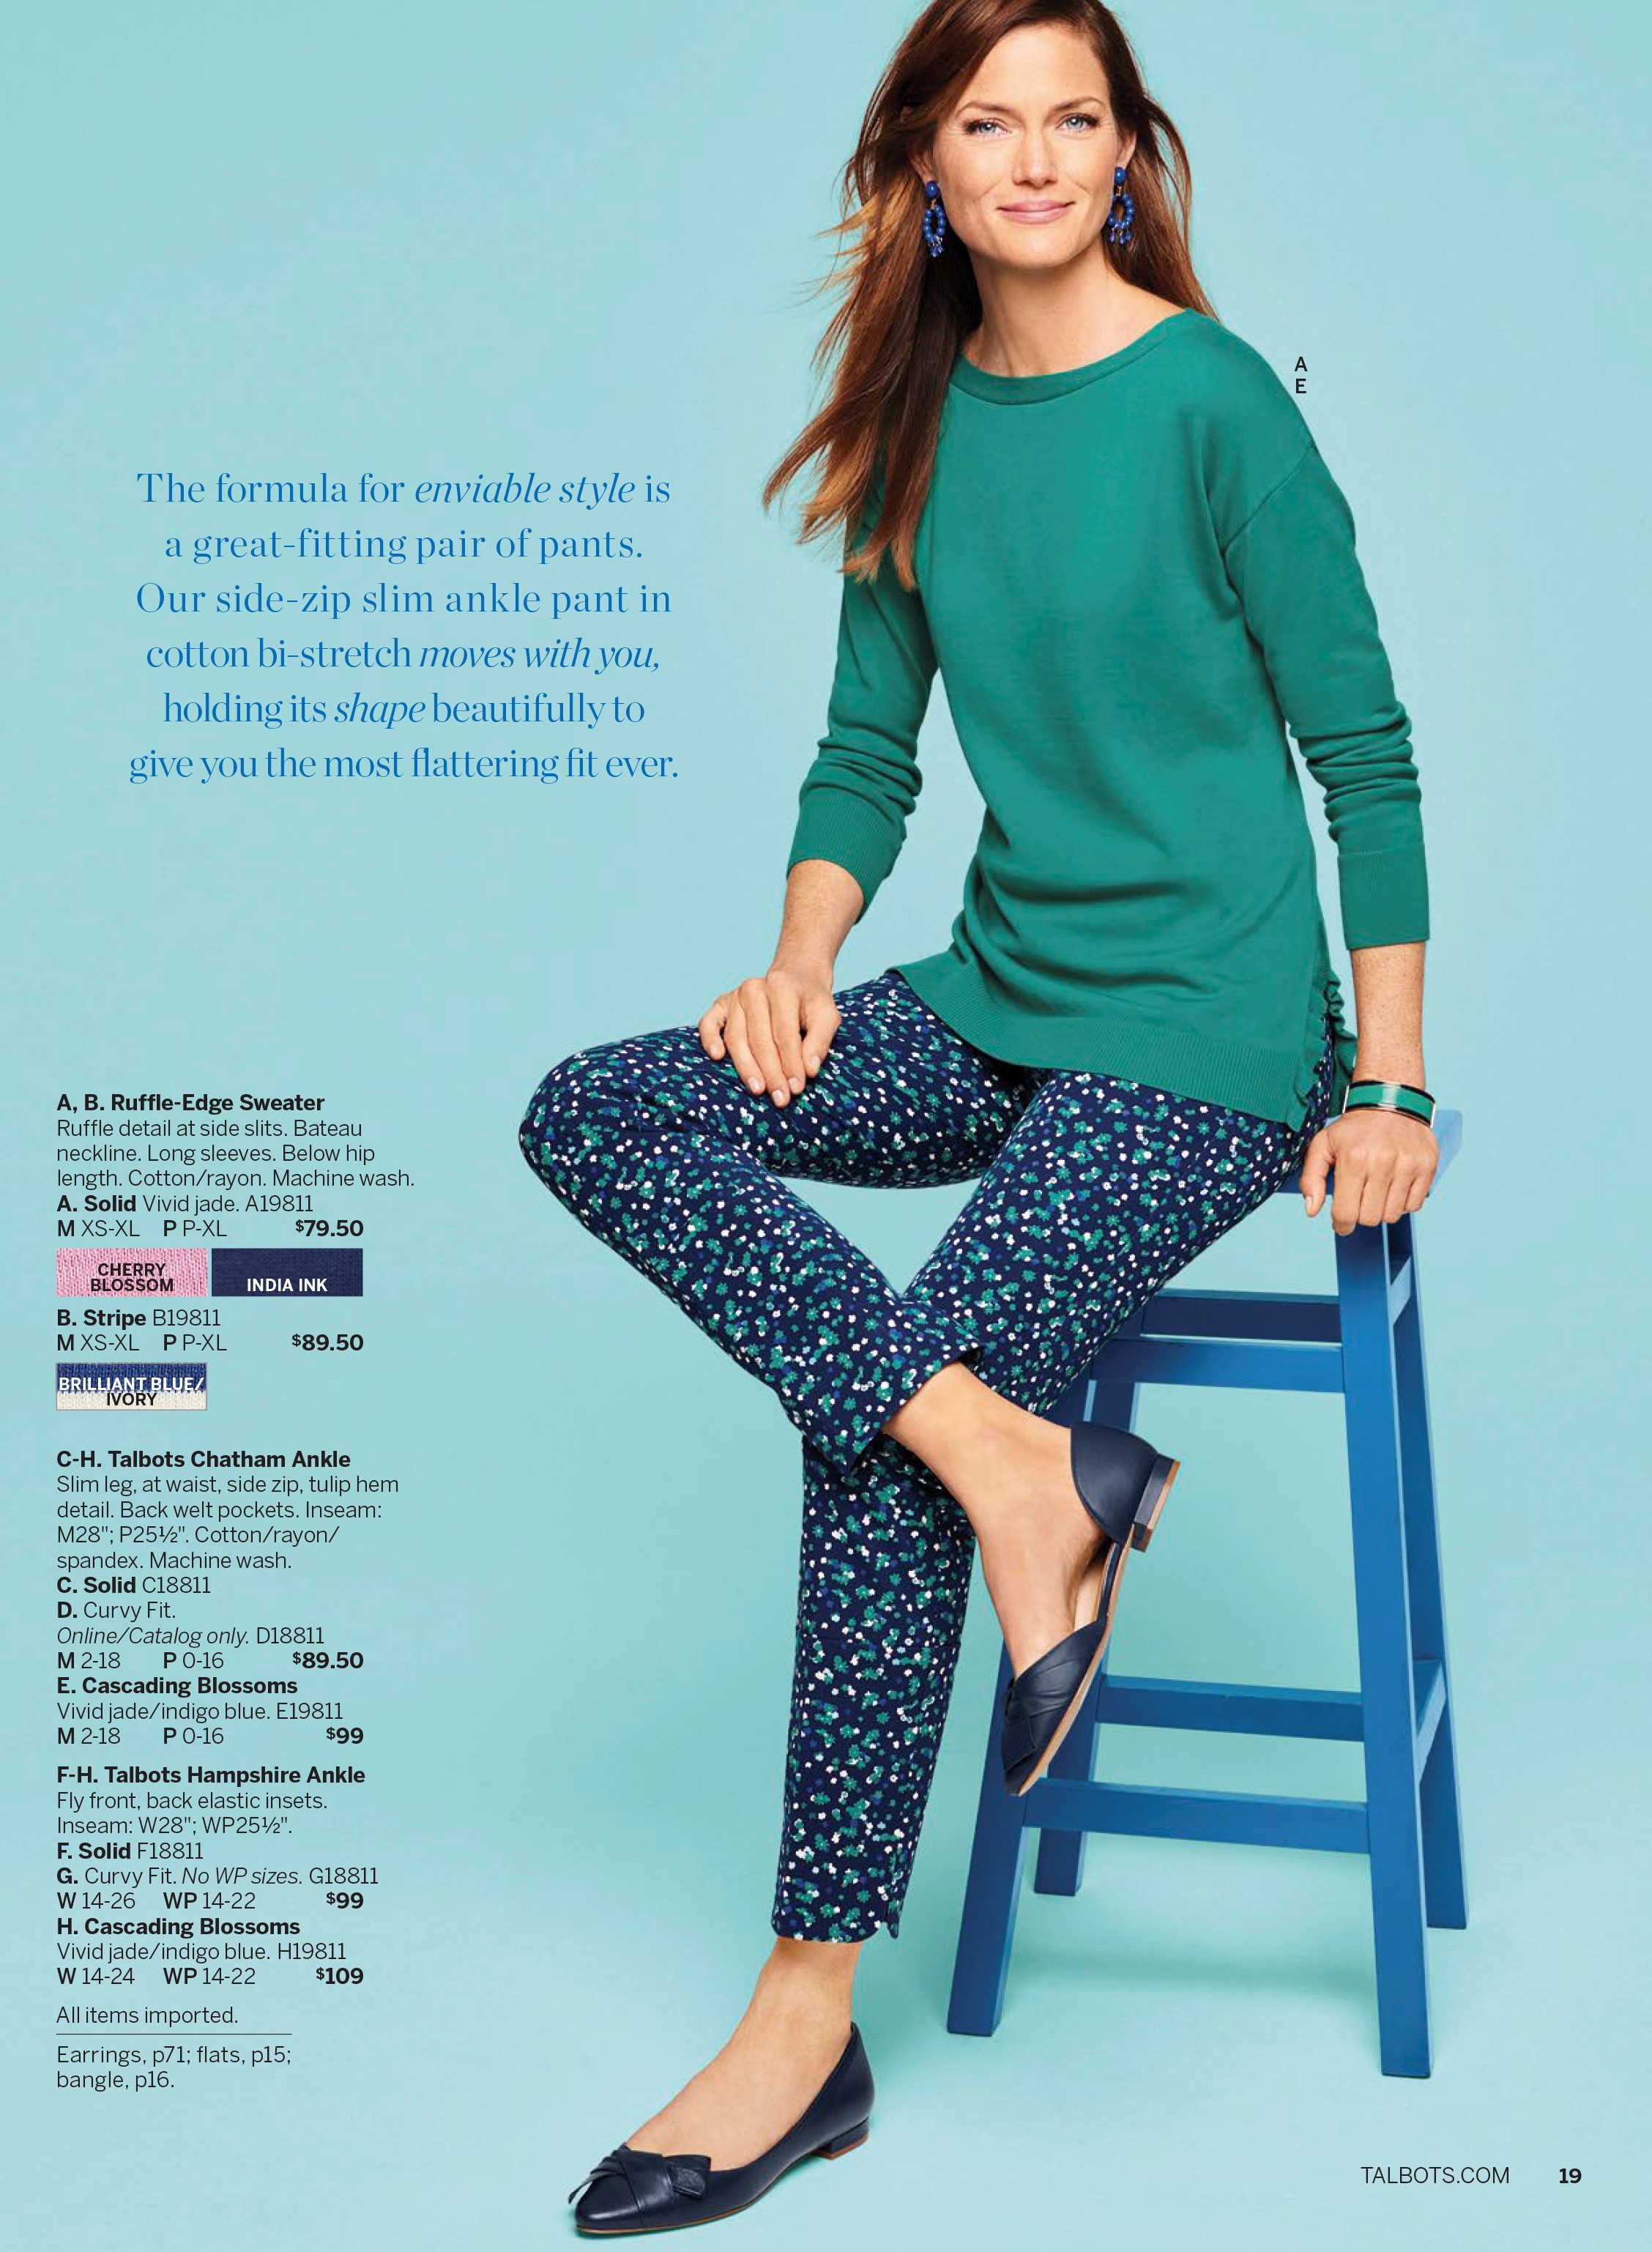 A
E
The formula for enviable style is
a great-fitting pair of pants.
Our side-zip slim ankle pant in
cotton bi-stretch moves with you,
holding its shape beautifully to
give you the most flattering fit ever.
A, B. Ruffle-Edge Sweater
Ruffle detail at side slits. Bateau
neckline. Long sleeves. Below hip
length. Cotton/rayon. Machine wash.
A. Solid Vivid jade. A19811
M XS-XL P P-XL $79.50
CHERRY
BLOSSOM
INDIA INK
B. Stripe B19811
M XS-XL P P-XL $89.50
BRILLIANT BLUE/
IVORY
C-H. Talbots Chatham Ankle
Slim leg, at waist, side zip, tulip hem
detail. Back welt pockets. Inseam:
M28"; P25½". Cotton/rayon/
spandex. Machine wash.
C. Solid C18811
D. Curvy Fit.
Online/Catalog only. D18811
M 2-18 P 0-16 $89.50
E. Cascading Blossoms
Vivid jade/indigo blue. E19811
M 2-18 P 0-16 $99
F-H. Talbots Hampshire Ankle
Fly front, back elastic insets.
Inseam: W28"; WP25½".
F. Solid F18811
G. Curvy Fit. No WP sizes. G18811
W 14-26 WP 14-22 $99
H. Cascading Blossoms
Vivid jade/indigo blue. H19811
W 14-24 WP 14-22 $109
All items imported.
Earrings, p71; flats, p15;
bangle, p16.
TALBOTS.COM 19